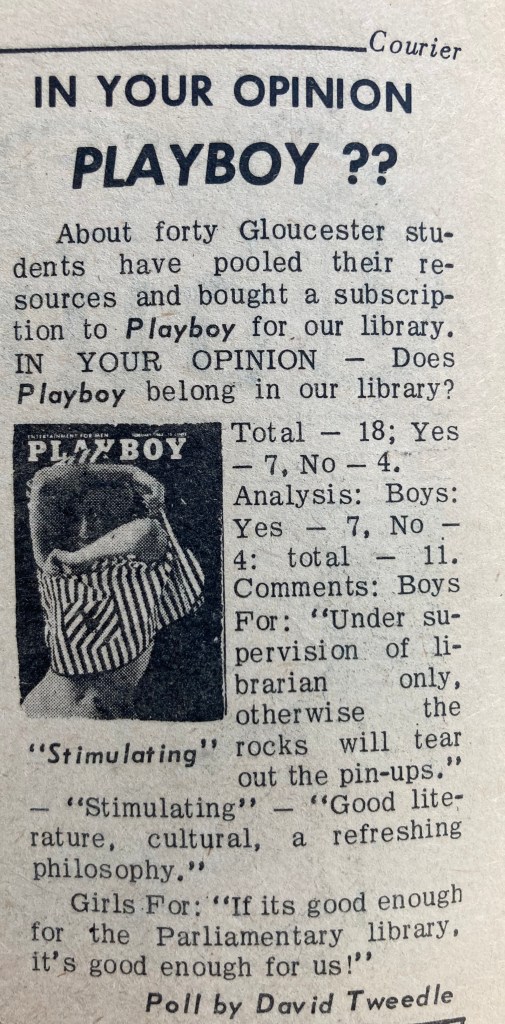 Courier
IN YOUR OPINION
PLAYBOY ??
About forty Gloucester stu-
dents have pooled their re-
sources and bought a subscrip-
tion to Playboy for our library.
IN YOUR OPINION – Does
Playboy belong in our library?
ENTERTAINMENT FOR MEN
PLAYBOY
"Stimulating"
Total – 18; Yes
– 7, No – 4.
Analysis: Boys:
Yes – 7, No –
4: total – 11.
Comments: Boys
For: "Under su-
pervision of li-
brarian only,
otherwise the
rocks will tear
out the pin-ups."
– "Stimulating" – "Good lite-
rature, cultural, a refreshing
philosophy."
Girls For: "If its good enough
for the Parliamentary library,
it's good enough for us!"
Poll by David Tweedle